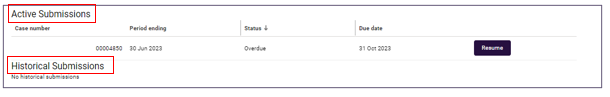 Active Submissions
Case number Period ending Status ↓ Due date
00004850 30 Jun 2023 Overdue 31 Oct 2023 Resume
Historical Submissions
No historical submissions